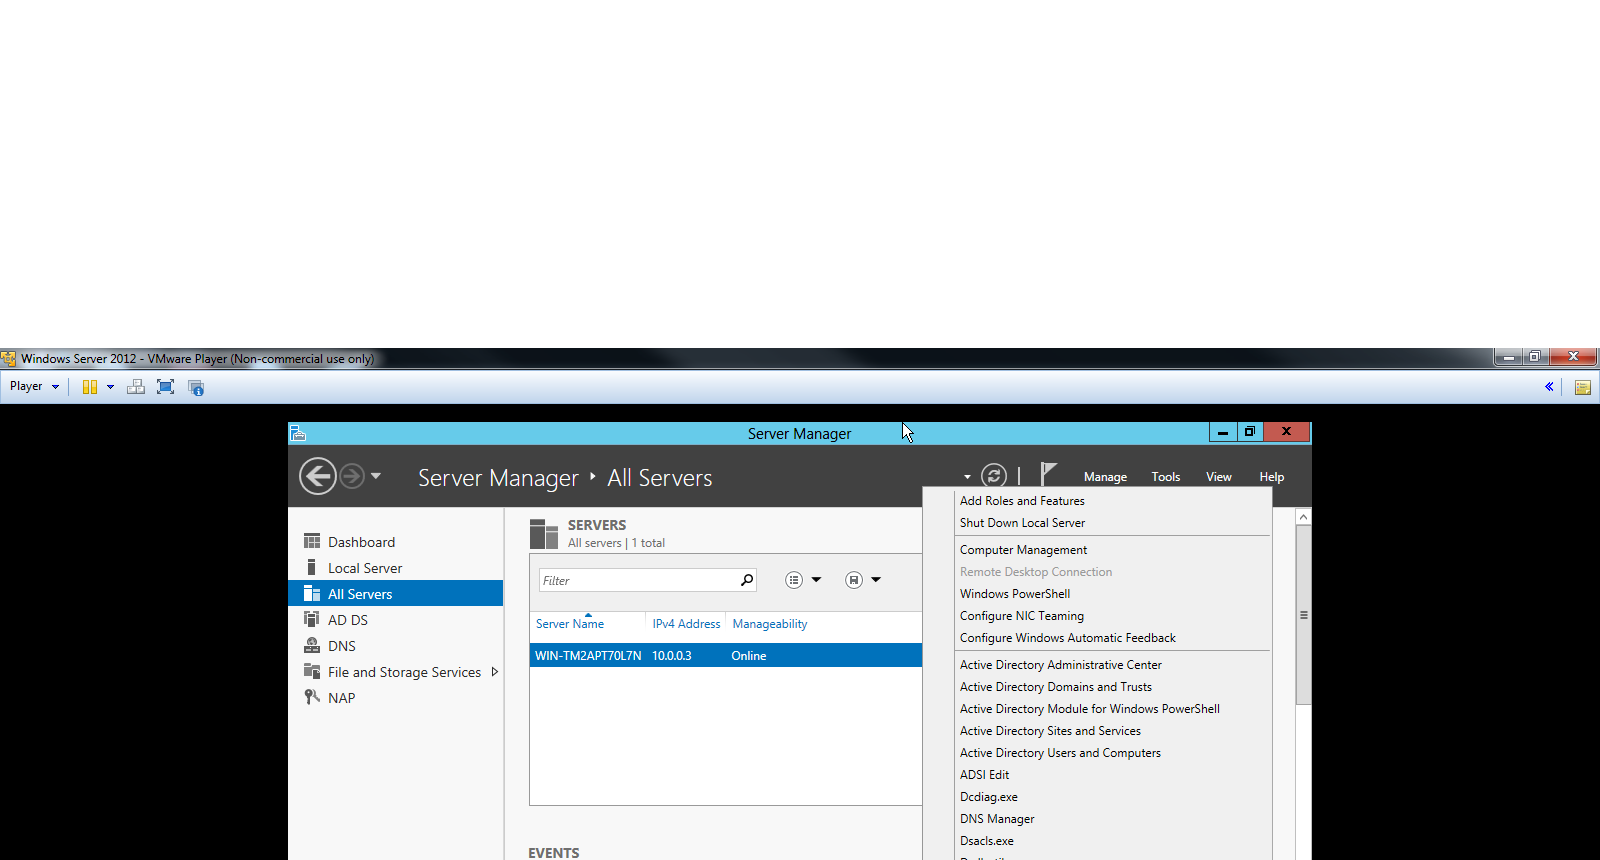 Windows Server 2012 - VMware Player (Non-commercial use only)
Player
Server Manager
Server Manager All Servers
Manage Tools View Help
Dashboard
Local Server
All Servers
AD DS
DNS
File and Storage Services
NAP
SERVERS
All servers | 1 total
Filter
Server Name IPv4 Address Manageability
WIN-TM2APT70L7N 10.0.0.3 Online
EVENTS
Add Roles and Features
Shut Down Local Server
Computer Management
Remote Desktop Connection
Windows PowerShell
Configure NIC Teaming
Configure Windows Automatic Feedback
Active Directory Administrative Center
Active Directory Domains and Trusts
Active Directory Module for Windows PowerShell
Active Directory Sites and Services
Active Directory Users and Computers
ADSI Edit
Dcdiag.exe
DNS Manager
Dsacls.exe